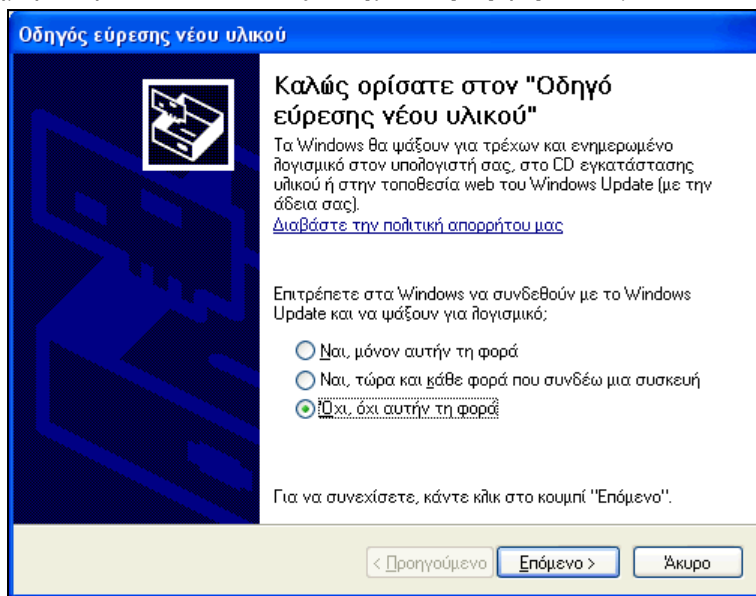 Οδηγός εύρεσης νέου υλικού
Καλώς ορίσατε στον "Οδηγό
εύρεσης νέου υλικού"
Τα Windows θα ψάξουν για τρέχων και ενημερωμένο
λογισμικό στον υπολογιστή σας, στο CD εγκατάστασης
υλικού ή στην τοποθεσία web του Windows Update (με την
άδεια σας).
Διαβάστε την πολιτική απορρήτου μας
Επιτρέπετε στα Windows να συνδεθούν με το Windows
Update και να ψάξουν για λογισμικό;
Ναι, μόνον αυτήν τη φορά
Ναι, τώρα και κάθε φορά που συνδέω μια συσκευή
Όχι, όχι αυτήν τη φορά
Για να συνεχίσετε, κάντε κλικ στο κουμπί "Επόμενο".
< Προηγούμενο Επόμενο > Άκυρο